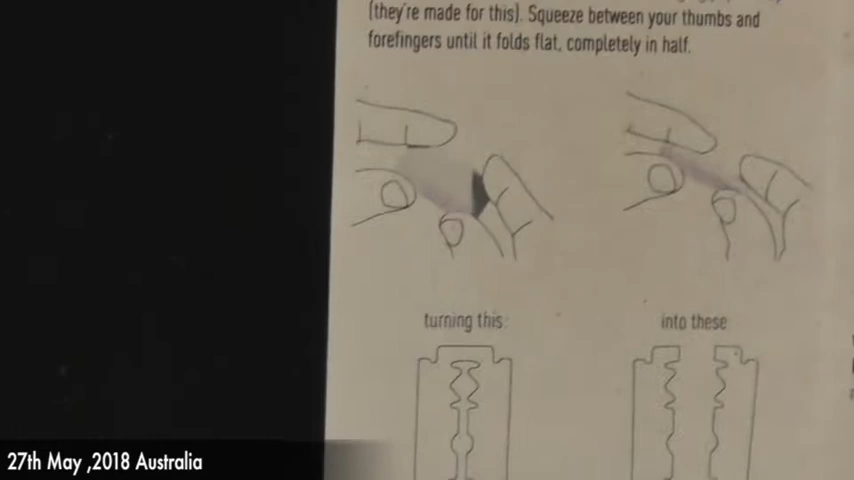 (they're made for this). Squeeze between your thumbs and
forefingers until it folds flat, completely in half.
turning this:
into these
27th May ,2018 Australia